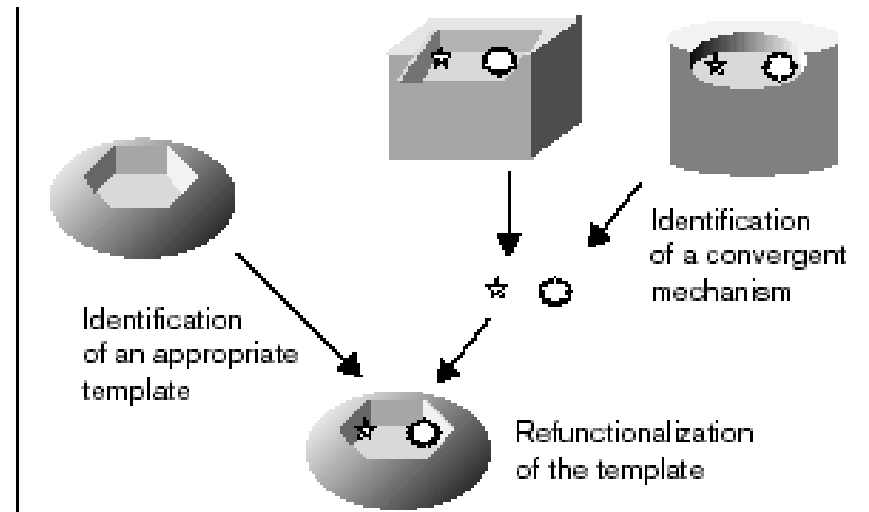 Identification
of a convergent
mechanism
Identification
of an appropriate
template
Refunctionalization
of the template